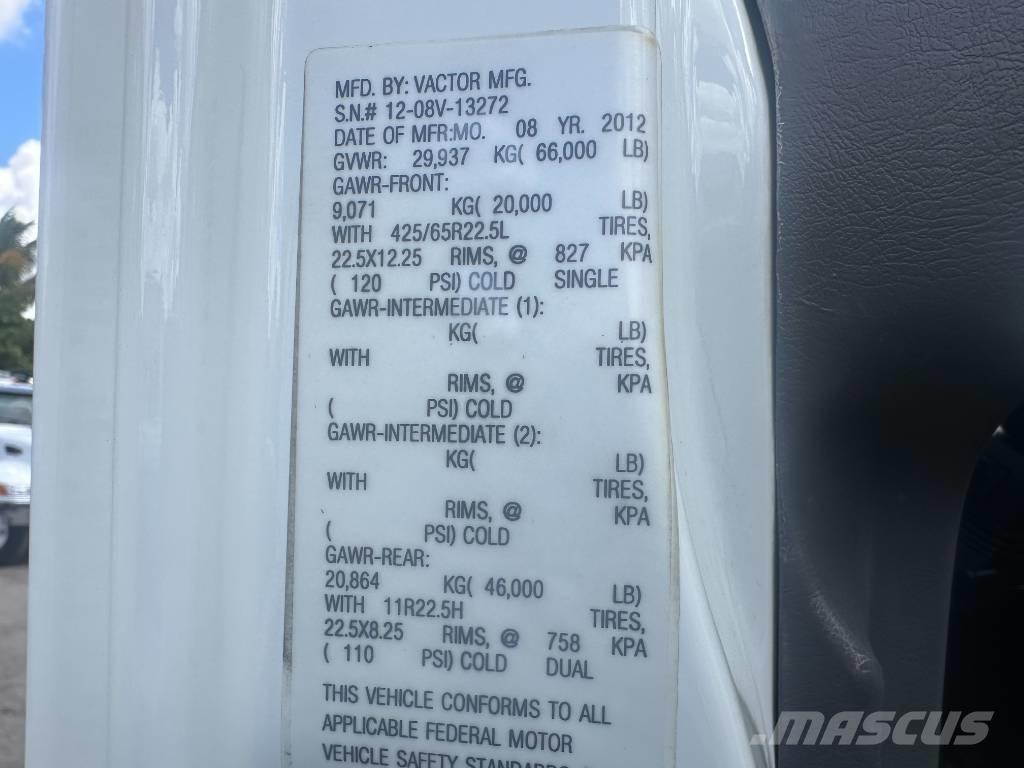 MFD. BY: VACTOR MFG.
S.N.# 12-08V-13272
DATE OF MFR:MO. 08 YR. 2012
GVWR: 29,937 KG( 66,000 LB)
GAWR-FRONT:
9,071 KG( 20,000 LB)
WITH 425/65R22.5L TIRES,
22.5X12.25 RIMS, @ 827 KPA
( 120 PSI) COLD SINGLE
GAWR-INTERMEDIATE (1):
KG( LB)
WITH TIRES,
RIMS, @ KPA
( PSI) COLD
GAWR-INTERMEDIATE (2):
KG( LB)
WITH TIRES,
RIMS, @ KPA
( PSI) COLD
GAWR-REAR:
20,864 KG( 46,000 LB)
WITH 11R22.5H TIRES,
22.5X8.25 RIMS, @ 758 KPA
( 110 PSI) COLD DUAL
THIS VEHICLE CONFORMS TO ALL
APPLICABLE FEDERAL MOTOR
VEHICLE SAFETY STANDARDS
MASCUS